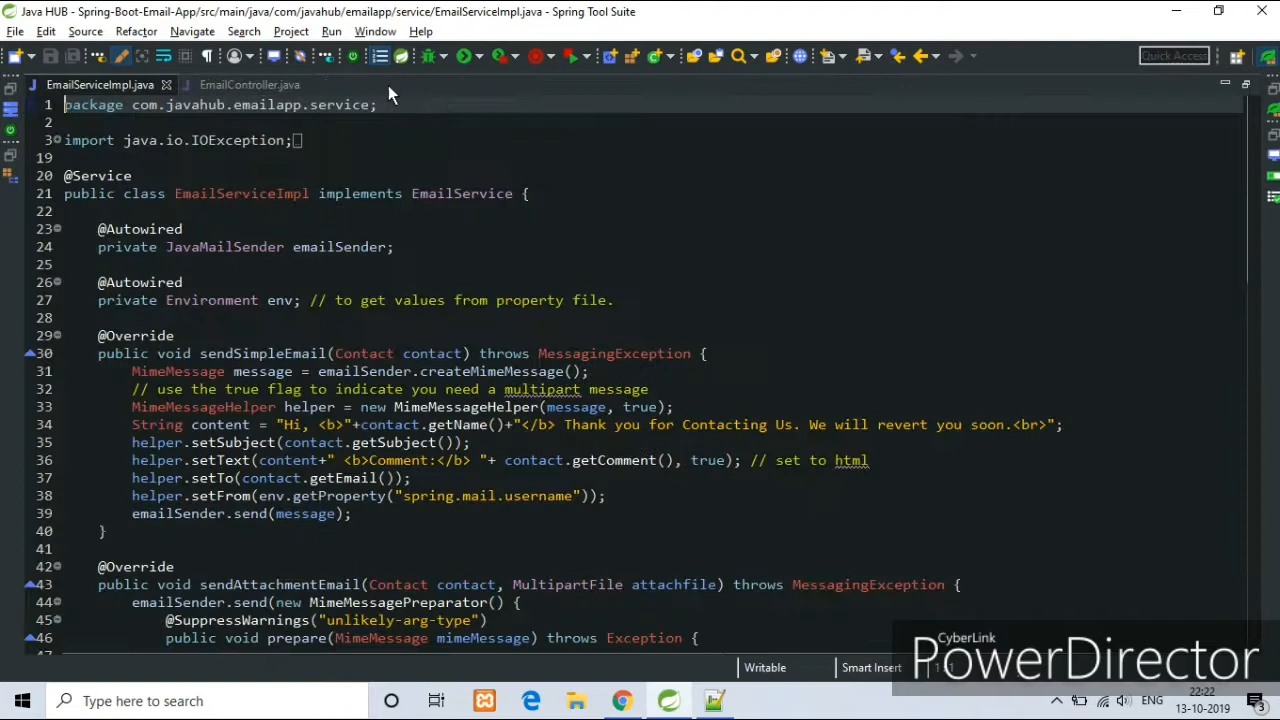 Java HUB - Spring-Boot-Email-App/src/main/java/com/javahub/emailapp/service/EmailServiceImpl.java - Spring Tool Suite
File Edit Source Refactor Navigate Search Project Run Window Help
Quick Access
EmailServiceImpl.java EmailController.java
1 package com.javahub.emailapp.service;
2
3 import java.io.IOException;
19
20 @Service
21 public class EmailServiceImpl implements EmailService {
22
23 @Autowired
24 private JavaMailSender emailSender;
25
26 @Autowired
27 private Environment env; // to get values from property file.
28
29 @Override
30 public void sendSimpleEmail(Contact contact) throws MessagingException {
31 MimeMessage message = emailSender.createMimeMessage();
32 // use the true flag to indicate you need a multipart message
33 MimeMessageHelper helper = new MimeMessageHelper(message, true);
34 String content = "Hi, <b>"+contact.getName()+"</b> Thank you for Contacting Us. We will revert you soon.<br>";
35 helper.setSubject(contact.getSubject());
36 helper.setText(content+" <b>Comment:</b> "+ contact.getComment(), true); // set to html
37 helper.setTo(contact.getEmail());
38 helper.setFrom(env.getProperty("spring.mail.username"));
39 emailSender.send(message);
40 }
41
42 @Override
43 public void sendAttachmentEmail(Contact contact, MultipartFile attachfile) throws MessagingException {
44 emailSender.send(new MimeMessagePreparator() {
45 @SuppressWarnings("unlikely-arg-type")
46 public void prepare(MimeMessage mimeMessage) throws Exception {
CyberLink
PowerDirector
Writable Smart Insert
Type here to search
ENG
22:22
13-10-2019
3